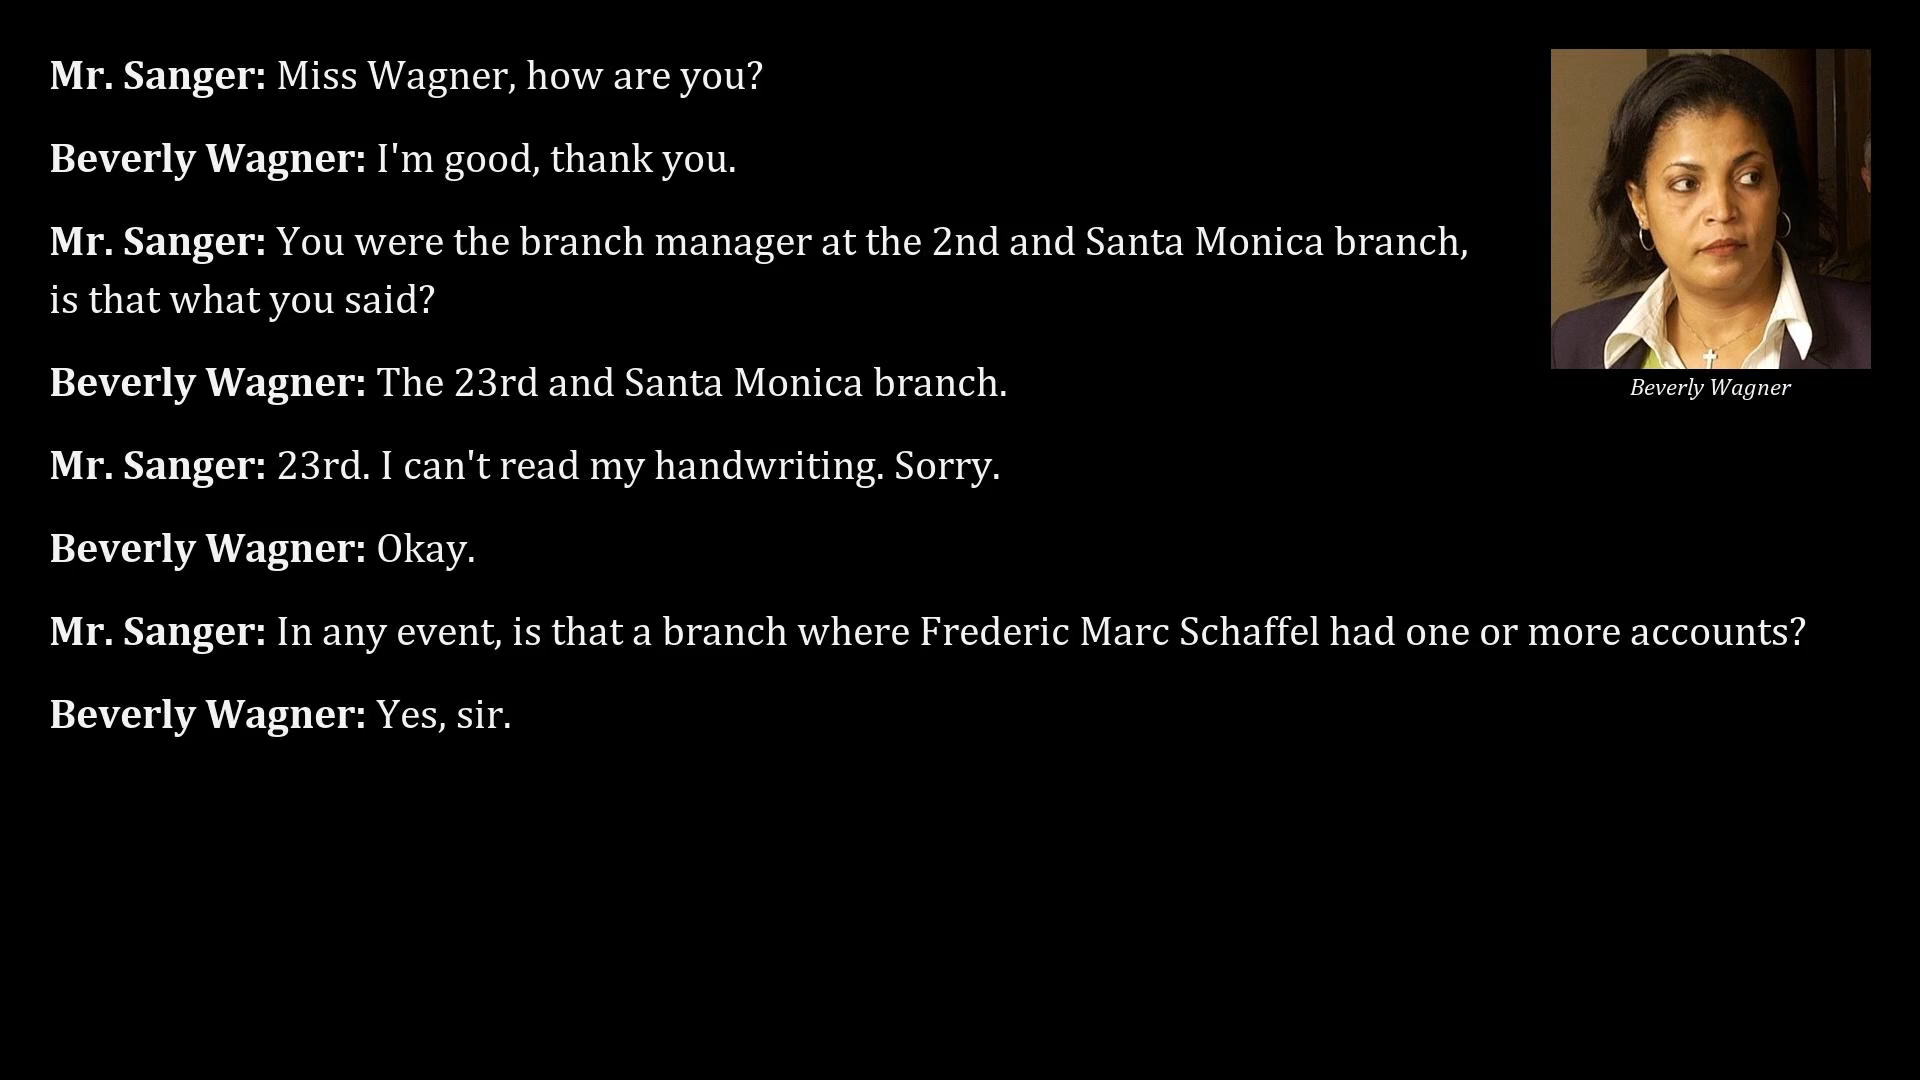 Mr. Sanger: Miss Wagner, how are you?
Beverly Wagner: I'm good, thank you.
Mr. Sanger: You were the branch manager at the 2nd and Santa Monica branch,
is that what you said?
Beverly Wagner: The 23rd and Santa Monica branch.
Mr. Sanger: 23rd. I can't read my handwriting. Sorry.
Beverly Wagner: Okay.
Mr. Sanger: In any event, is that a branch where Frederic Marc Schaffel had one or more accounts?
Beverly Wagner: Yes, sir.
Beverly Wagner